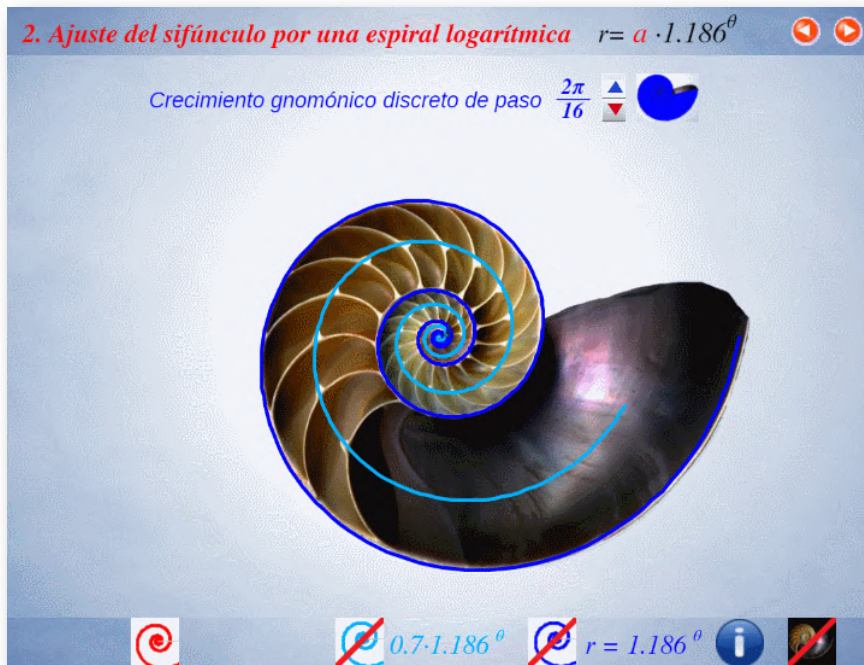 2. Ajuste del sifúnculo por una espiral logarítmica r= a ·1.186^θ
Crecimiento gnomónico discreto de paso 2π/16
0.7·1.186^θ r = 1.186^θ